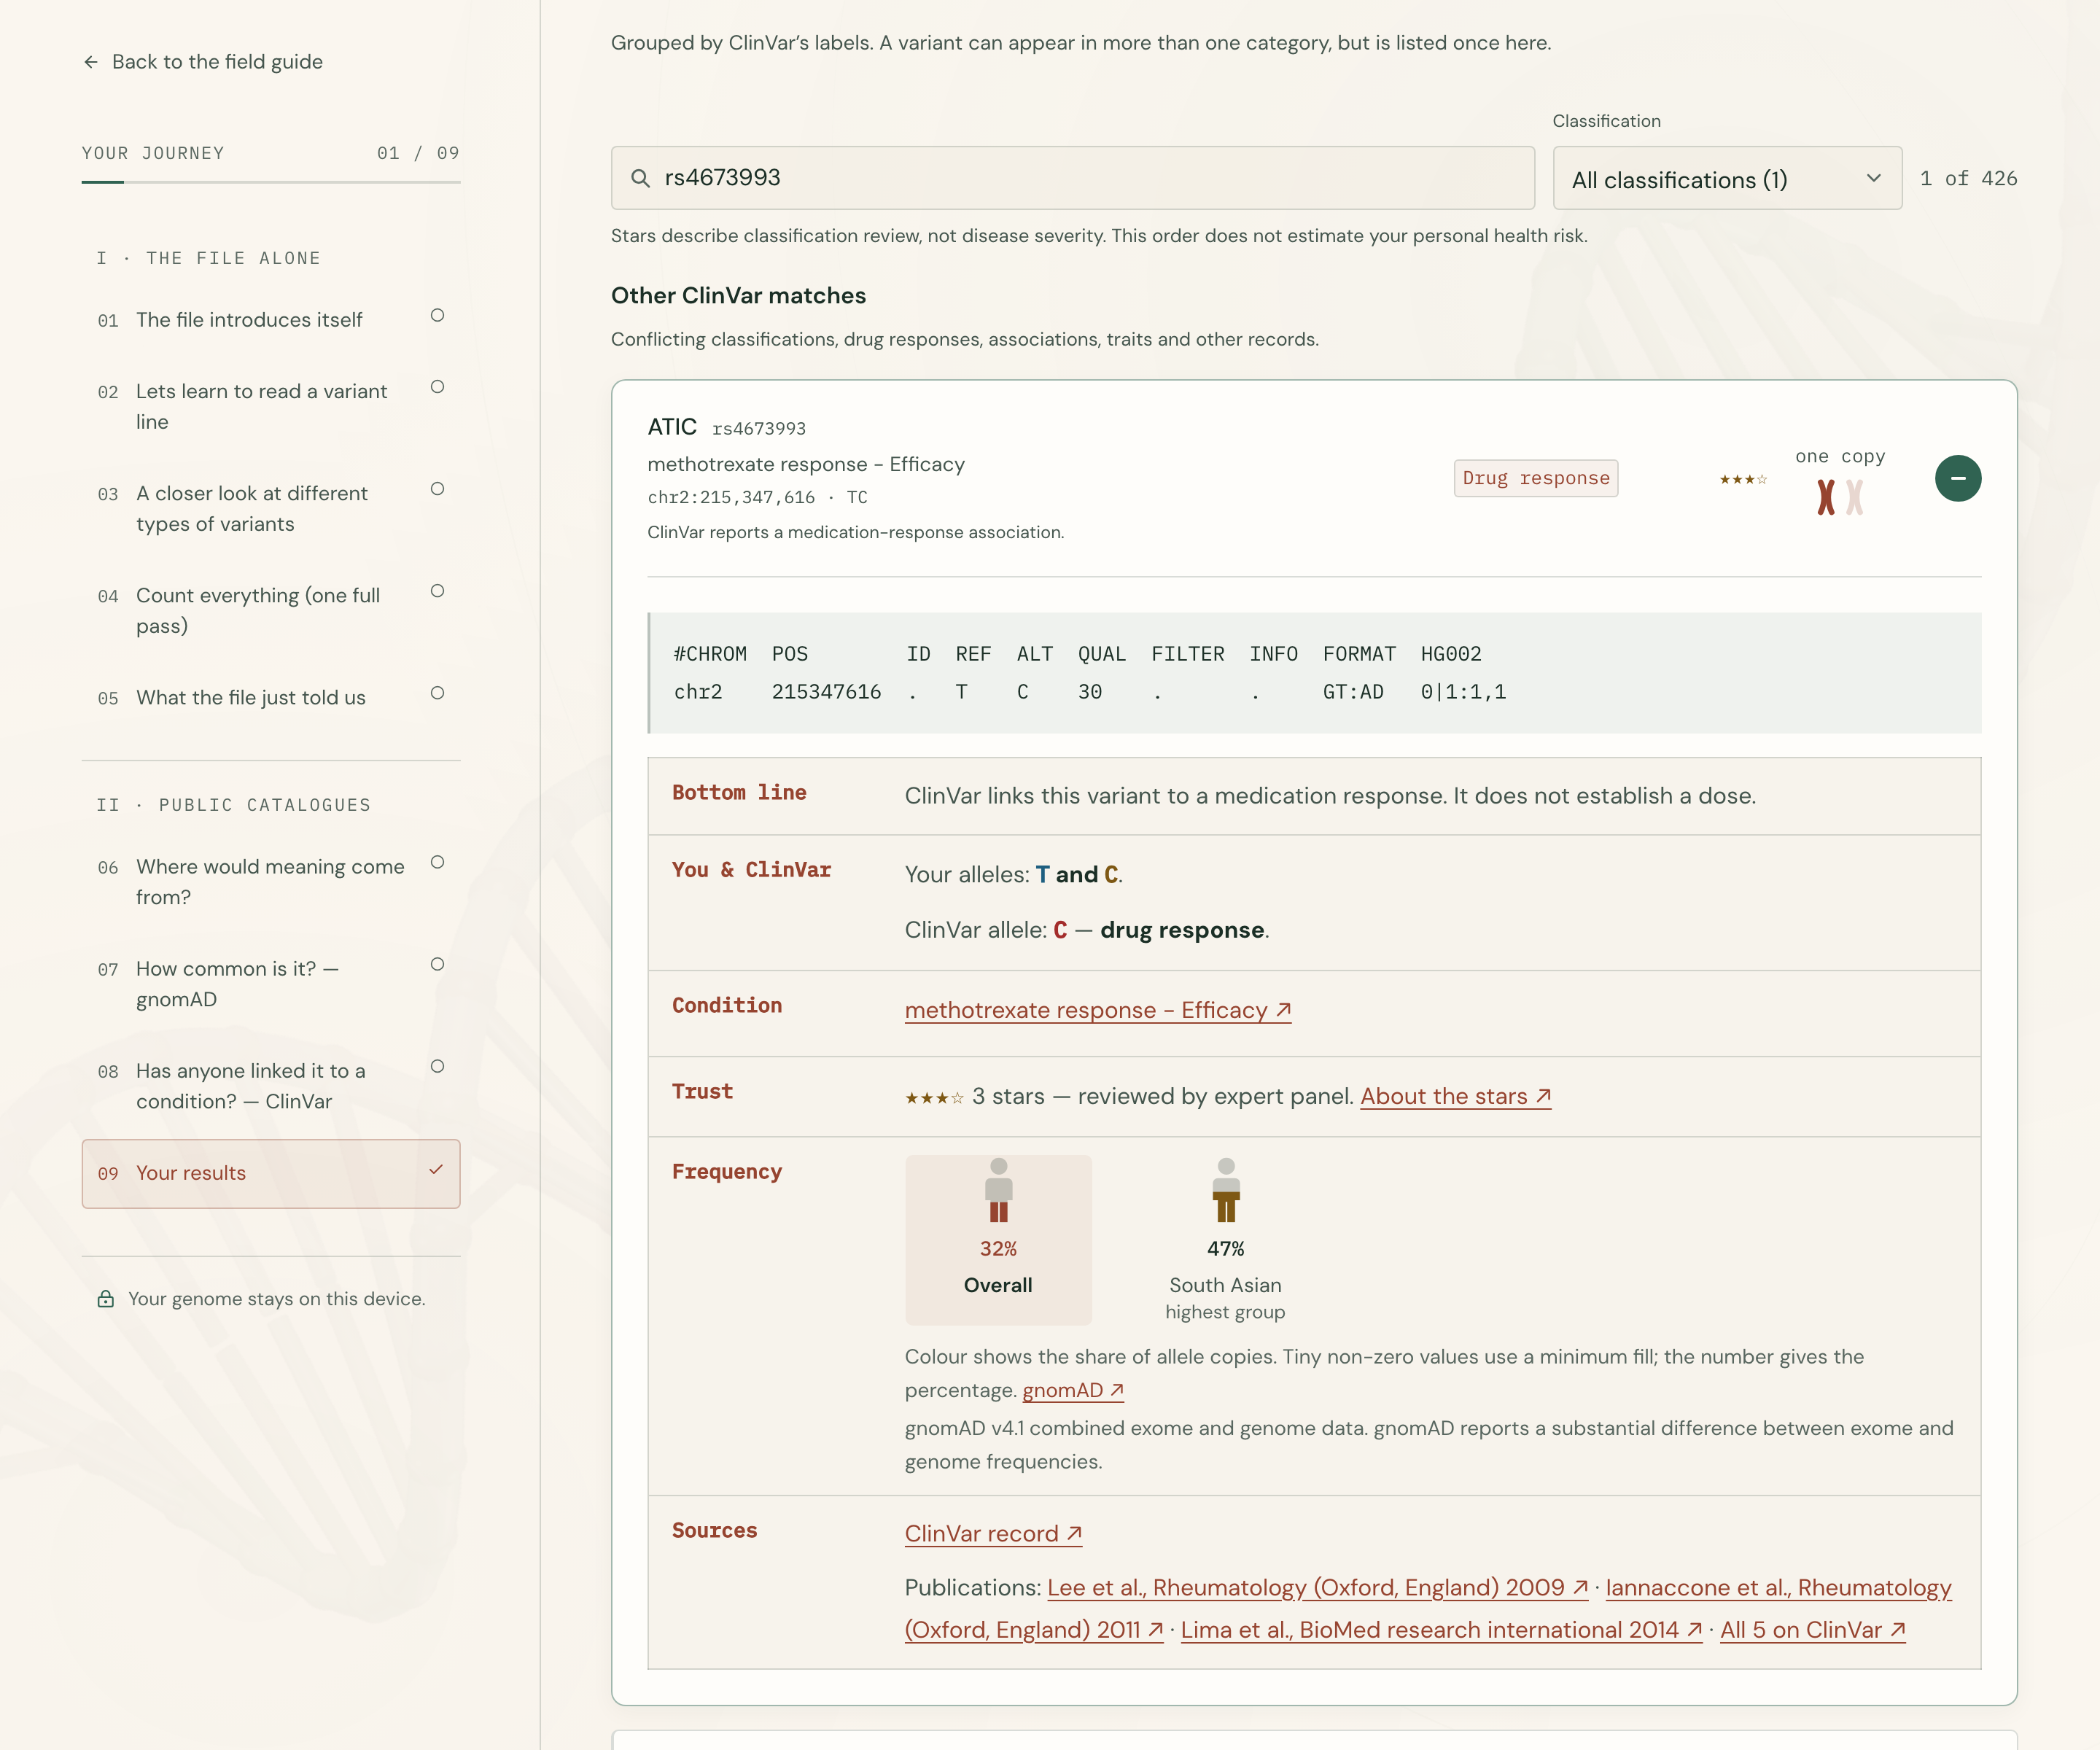 ← Back to the field guide
YOUR JOURNEY 01 / 09
I · THE FILE ALONE
01 The file introduces itself
02 Lets learn to read a variant
line
03 A closer look at different
types of variants
04 Count everything (one full
pass)
05 What the file just told us
II · PUBLIC CATALOGUES
06 Where would meaning come
from?
07 How common is it? —
gnomAD
08 Has anyone linked it to a
condition? — ClinVar
09 Your results
Your genome stays on this device.
Grouped by ClinVar’s labels. A variant can appear in more than one category, but is listed once here.
Classification
rs4673993
All classifications (1)
1 of 426
Stars describe classification review, not disease severity. This order does not estimate your personal health risk.
Other ClinVar matches
Conflicting classifications, drug responses, associations, traits and other records.
ATIC rs4673993
methotrexate response - Efficacy
chr2:215,347,616 · TC
ClinVar reports a medication-response association.
Drug response
★★★☆
one copy
#CHROM POS ID REF ALT QUAL FILTER INFO FORMAT HG002
chr2 215347616 . T C 30 . . GT:AD 0|1:1,1
Bottom line
ClinVar links this variant to a medication response. It does not establish a dose.
You & ClinVar
Your alleles: T and C.
ClinVar allele: C — drug response.
Condition
methotrexate response - Efficacy ↗
Trust
★★★☆ 3 stars — reviewed by expert panel. About the stars ↗
Frequency
32%
Overall
47%
South Asian
highest group
Colour shows the share of allele copies. Tiny non-zero values use a minimum fill; the number gives the
percentage. gnomAD ↗
gnomAD v4.1 combined exome and genome data. gnomAD reports a substantial difference between exome and
genome frequencies.
Sources
ClinVar record ↗
Publications: Lee et al., Rheumatology (Oxford, England) 2009 ↗ · Iannaccone et al., Rheumatology
(Oxford, England) 2011 ↗ · Lima et al., BioMed research international 2014 ↗ · All 5 on ClinVar ↗